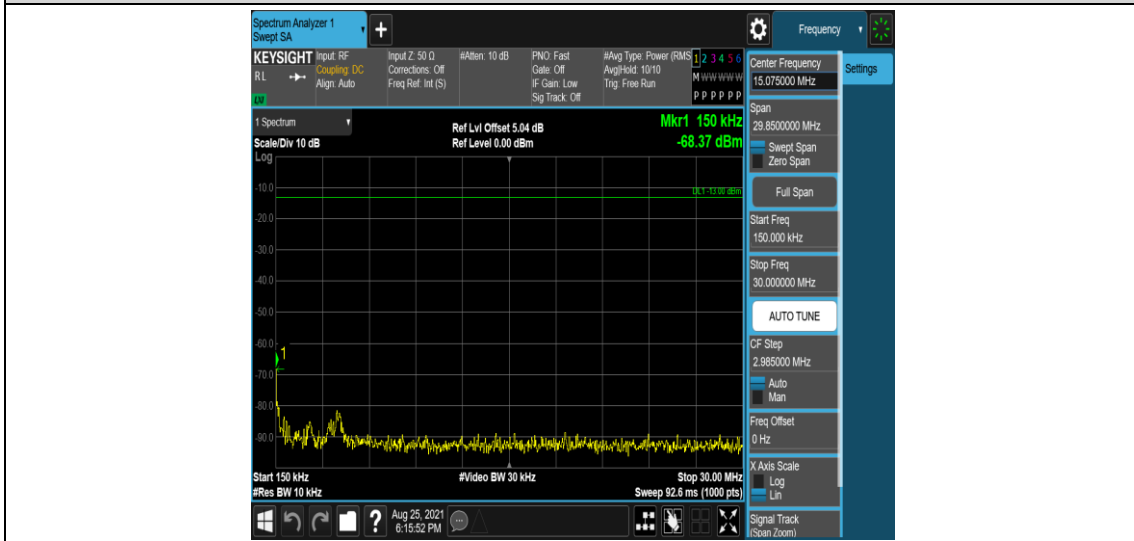 Spectrum Analyzer 1
Swept SA
Frequency
KEYSIGHT
RL
Input: RF
Coupling: DC
Align: Auto
Input Z: 50 Ω
Corrections: Off
Freq Ref: Int (S)
#Atten: 10 dB
PNO: Fast
Gate: Off
IF Gain: Low
Sig Track: Off
#Avg Type: Power (RMS
Avg|Hold: 10/10
Trig: Free Run
1 2 3 4 5 6
M W W W W W
P P P P P P
1 Spectrum
Scale/Div 10 dB
Log
Ref Lvl Offset 5.04 dB
Ref Level 0.00 dBm
Mkr1 150 kHz
-68.37 dBm
DL1 -13.00 dBm
-10.0
-20.0
-30.0
-40.0
-50.0
-60.0
1
-70.0
-80.0
-90.0
Start 150 kHz
#Video BW 30 kHz
Stop 30.00 MHz
#Res BW 10 kHz
Sweep 92.6 ms (1000 pts)
?
Aug 25, 2021
6:15:52 PM
Center Frequency
15.075000 MHz
Settings
Span
29.8500000 MHz
Swept Span
Zero Span
Full Span
Start Freq
150.000 kHz
Stop Freq
30.000000 MHz
AUTO TUNE
CF Step
2.985000 MHz
Auto
Man
Freq Offset
0 Hz
X Axis Scale
Log
Lin
Signal Track
(Span Zoom)